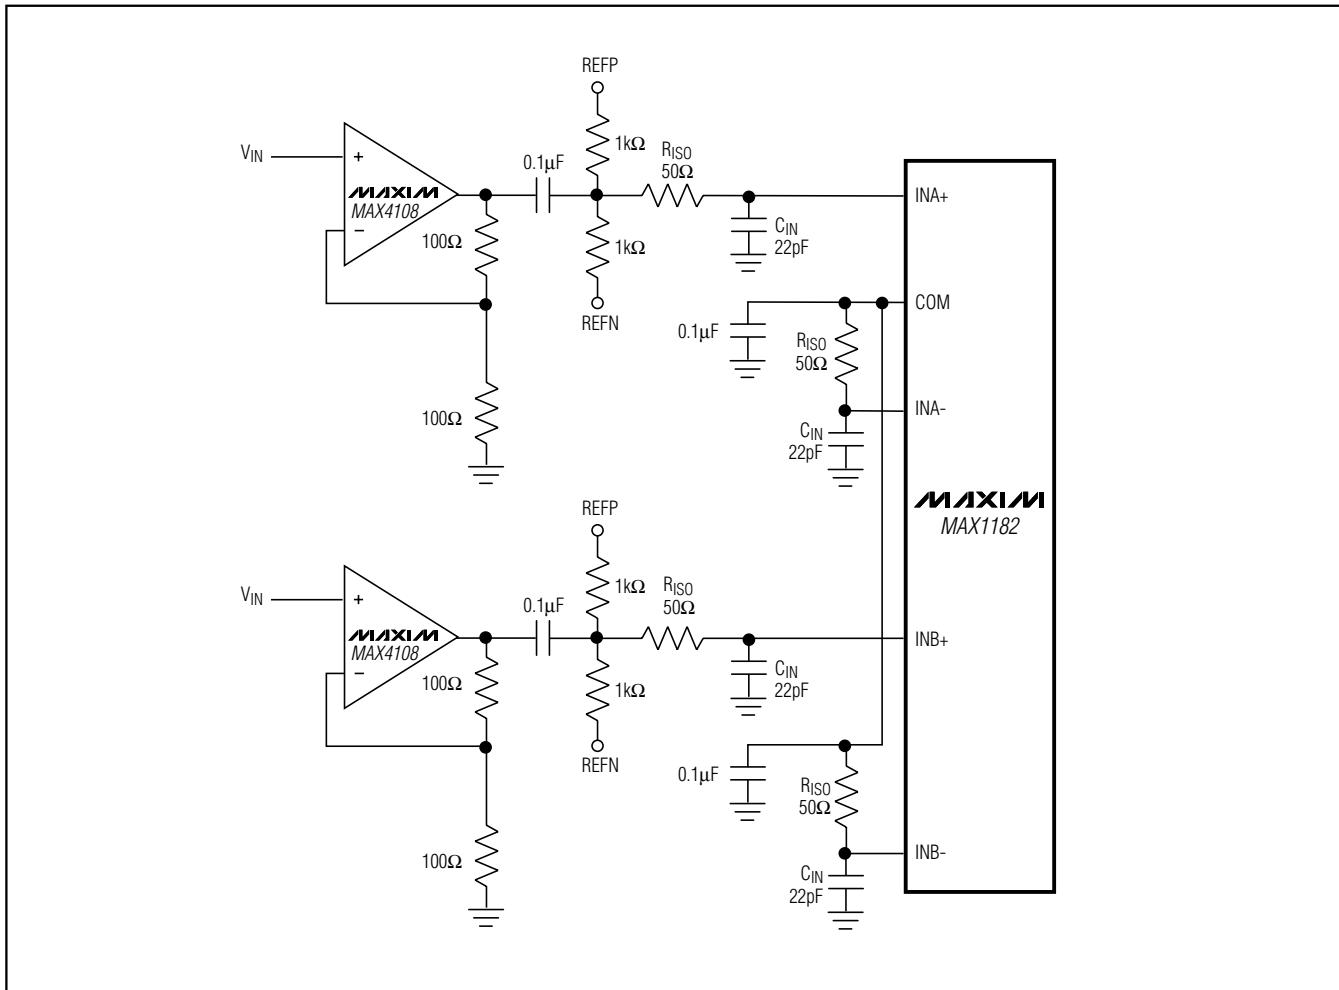 REFP
VIN
+
MAXIM
MAX4108
−
100Ω
100Ω
0.1µF
1kΩ
1kΩ
REFN
RISO
50Ω
CIN
22pF
INA+
COM
0.1µF
RISO
50Ω
INA-
CIN
22pF
MAXIM
MAX1182
REFP
VIN
+
MAXIM
MAX4108
−
100Ω
100Ω
0.1µF
1kΩ
1kΩ
REFN
RISO
50Ω
CIN
22pF
INB+
0.1µF
RISO
50Ω
INB-
CIN
22pF